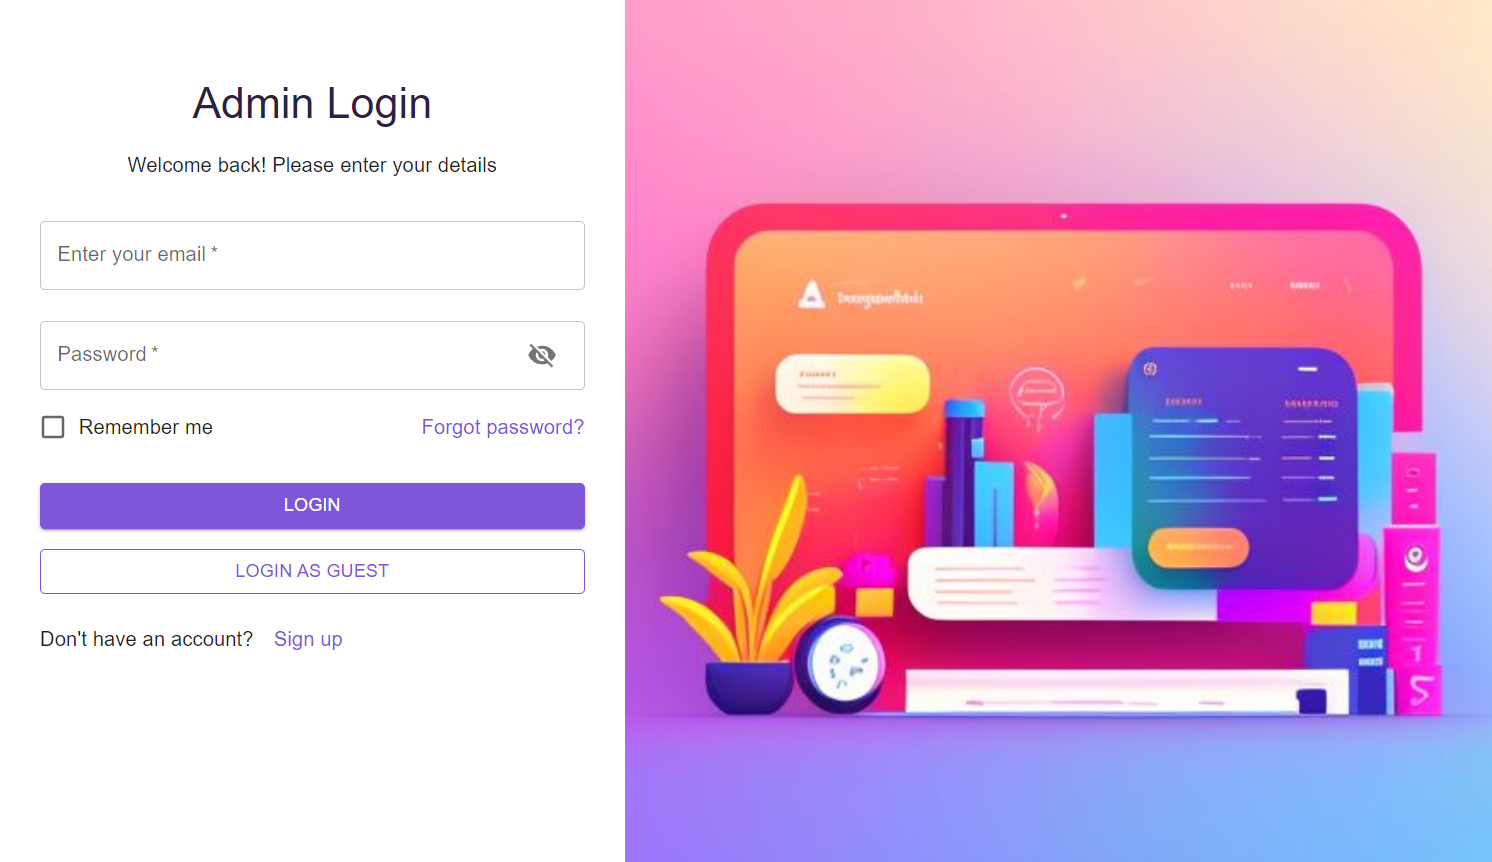 Admin Login
Welcome back! Please enter your details
Enter your email *
Password *
Remember me
Forgot password?
LOGIN
LOGIN AS GUEST
Don't have an account? Sign up